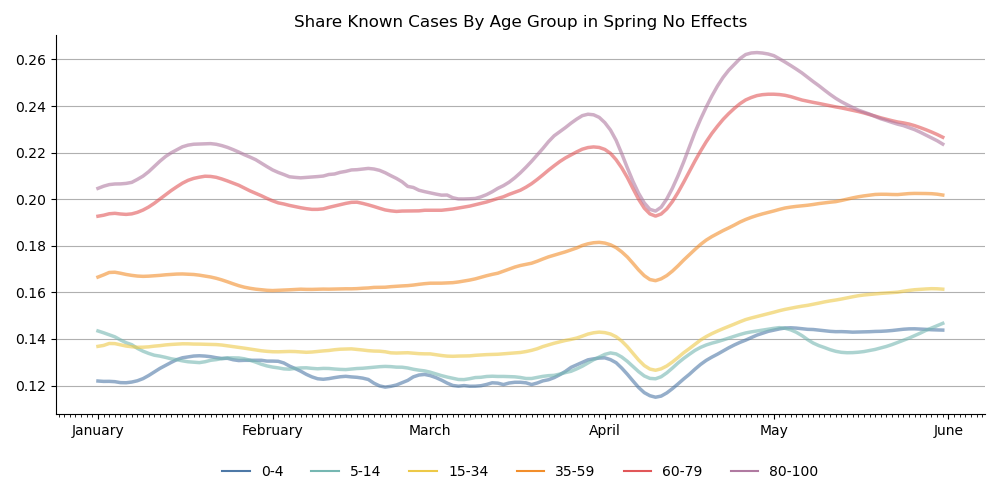 Share Known Cases By Age Group in Spring No Effects
0.26
0.24
0.22
0.20
0.18
0.16
0.14
0.12
January February March April May June
0-4 5-14 15-34 35-59 60-79 80-100